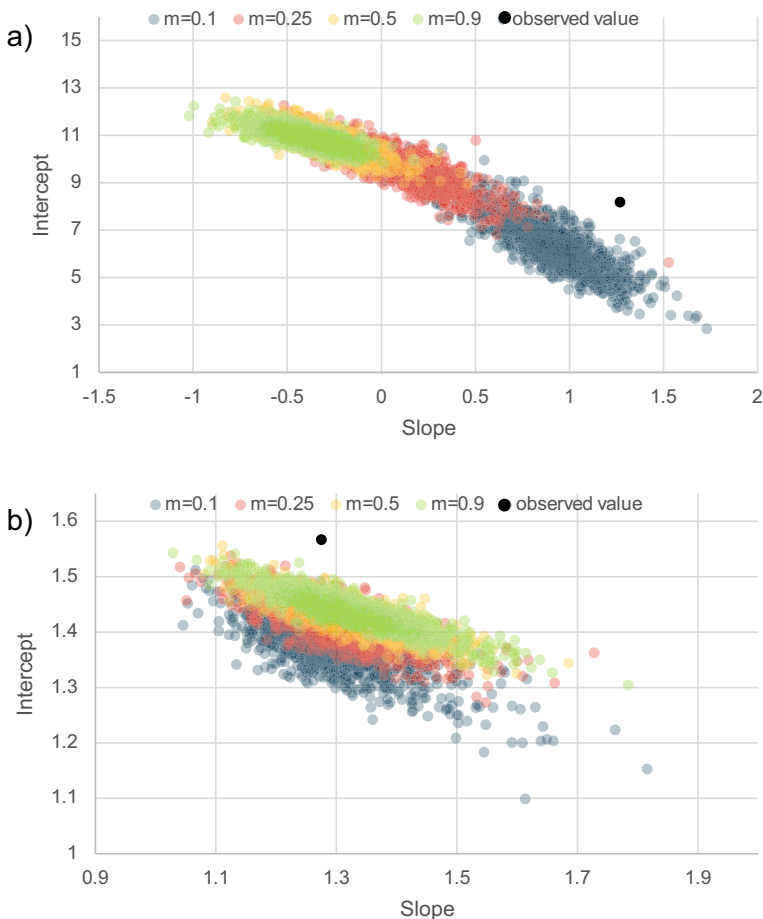 a)
m=0.1 m=0.25 m=0.5 m=0.9 observed value
15
13
11
9
7
5
3
1
Intercept
-1.5 -1 -0.5 0 0.5 1 1.5 2
Slope
b)
m=0.1 m=0.25 m=0.5 m=0.9 observed value
1.6
1.5
1.4
1.3
1.2
1.1
1
Intercept
0.9 1.1 1.3 1.5 1.7 1.9
Slope